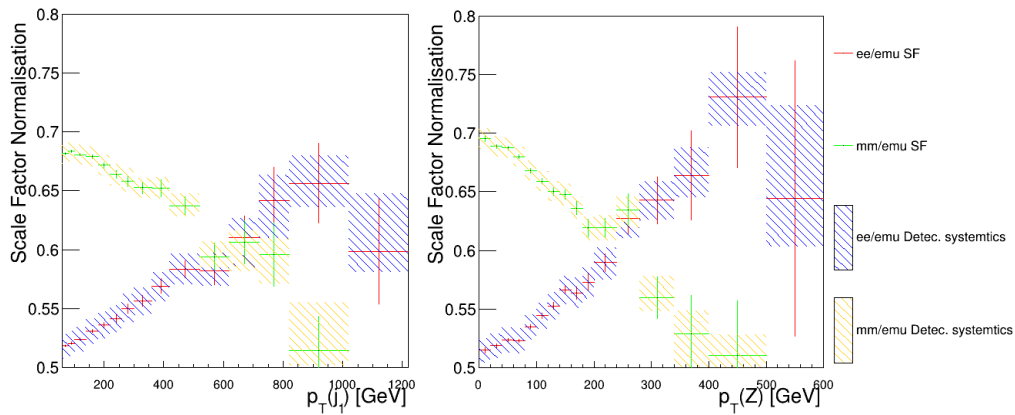 Scale Factor Normalisation
0.8
0.75
0.7
0.65
0.6
0.55
0.5
200 400 600 800 1000 1200
p_T(j_1) [GeV]
Scale Factor Normalisation
0.8
0.75
0.7
0.65
0.6
0.55
0.5
0 100 200 300 400 500 600
p_T(Z) [GeV]
ee/emu SF
mm/emu SF
ee/emu Detec. systemtics
mm/emu Detec. systemtics